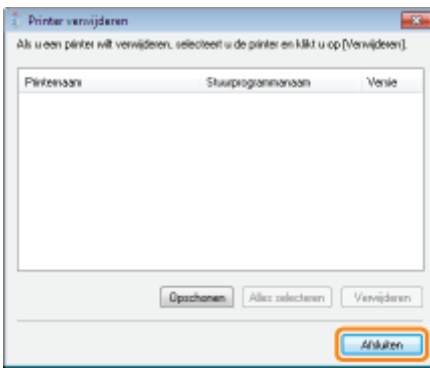 Printer verwijderen
Als u een printer wilt verwijderen, selecteert u de printer en klikt u op [Verwijderen].
Printernaam Stuurprogrammanaam Versie
Opschonen Alles selecteren Verwijderen
Afsluiten